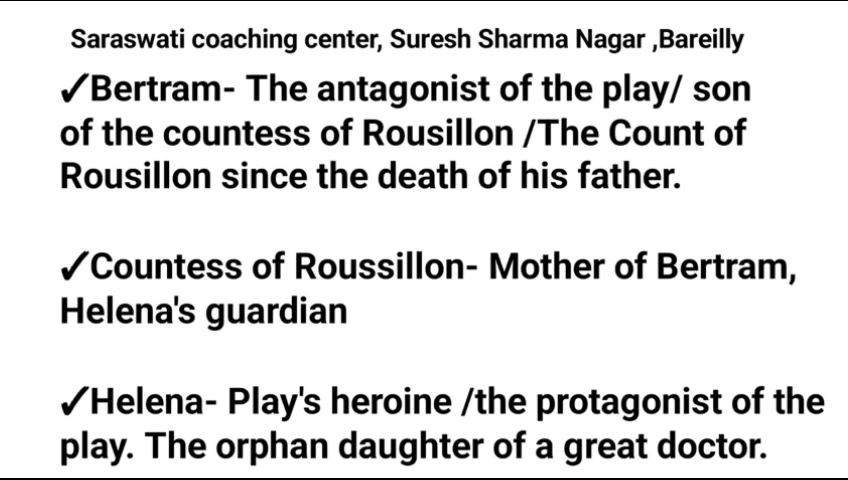 Saraswati coaching center, Suresh Sharma Nagar ,Bareilly
✓Bertram- The antagonist of the play/ son
of the countess of Rousillon /The Count of
Rousillon since the death of his father.
✓Countess of Roussillon- Mother of Bertram,
Helena's guardian
✓Helena- Play's heroine /the protagonist of the
play. The orphan daughter of a great doctor.